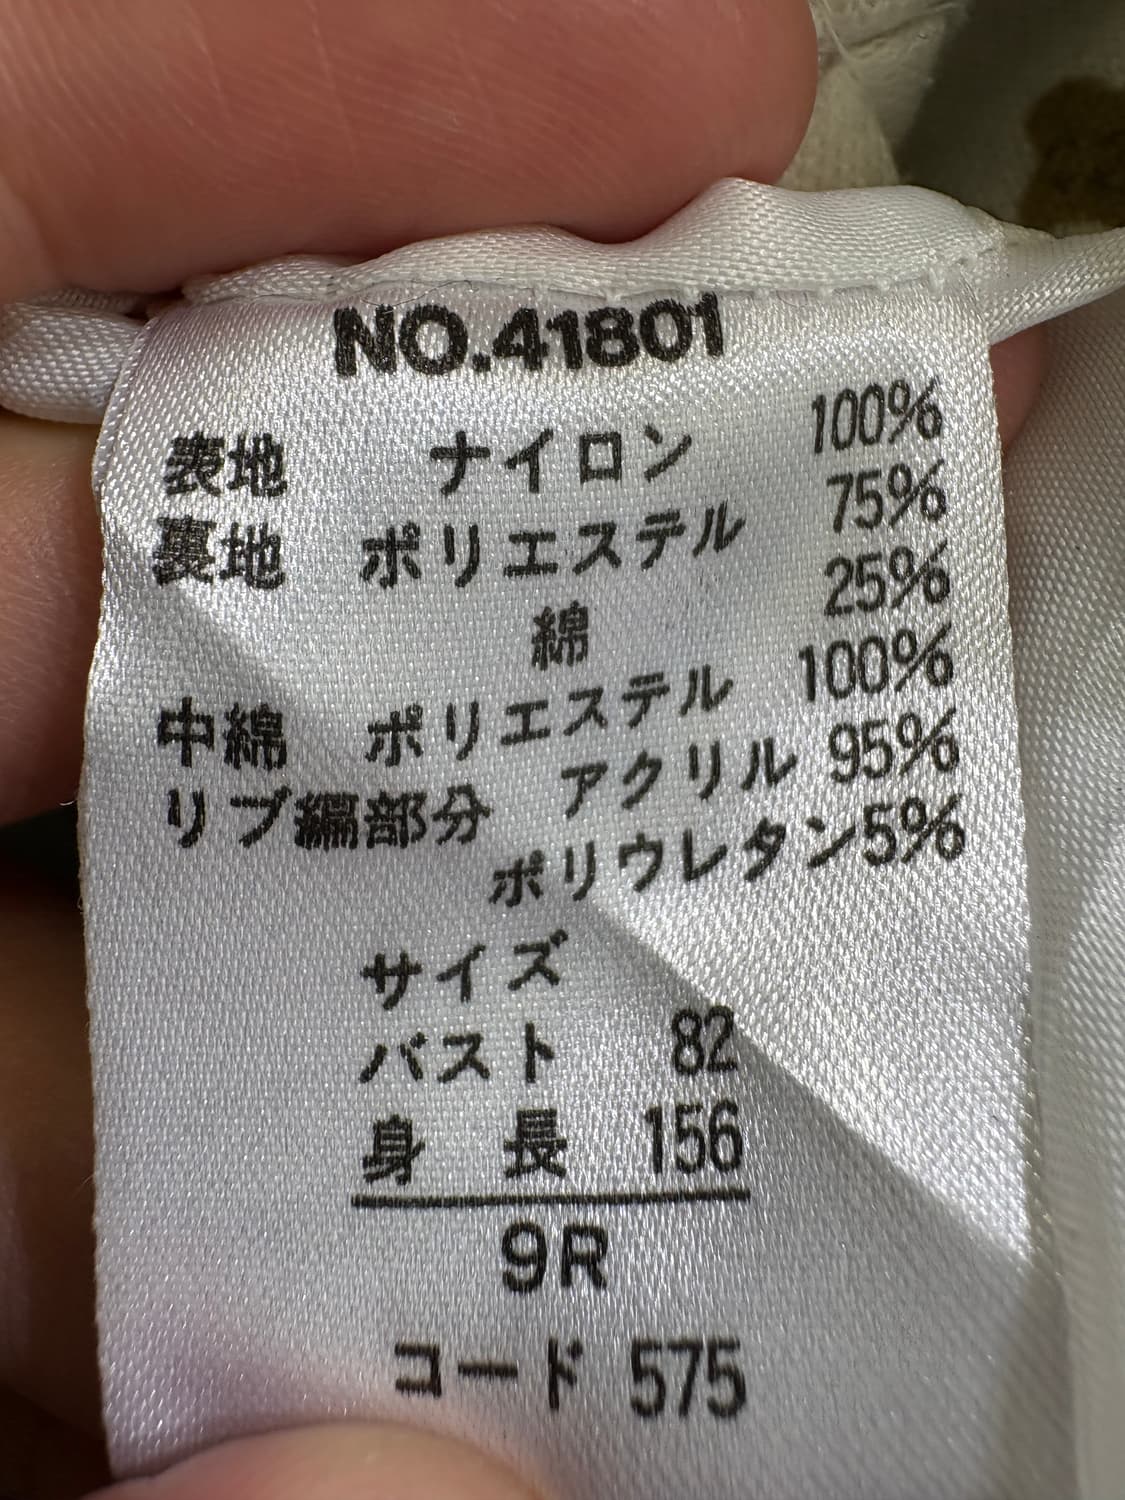 NO.41801
表地 ナイロン 100%
裏地 ポリエステル 75%
綿 25%
中綿 ポリエステル 100%
リブ編部分 アクリル 95%
ポリウレタン 5%
サイズ
バスト 82
身長 156
9R
コード 575